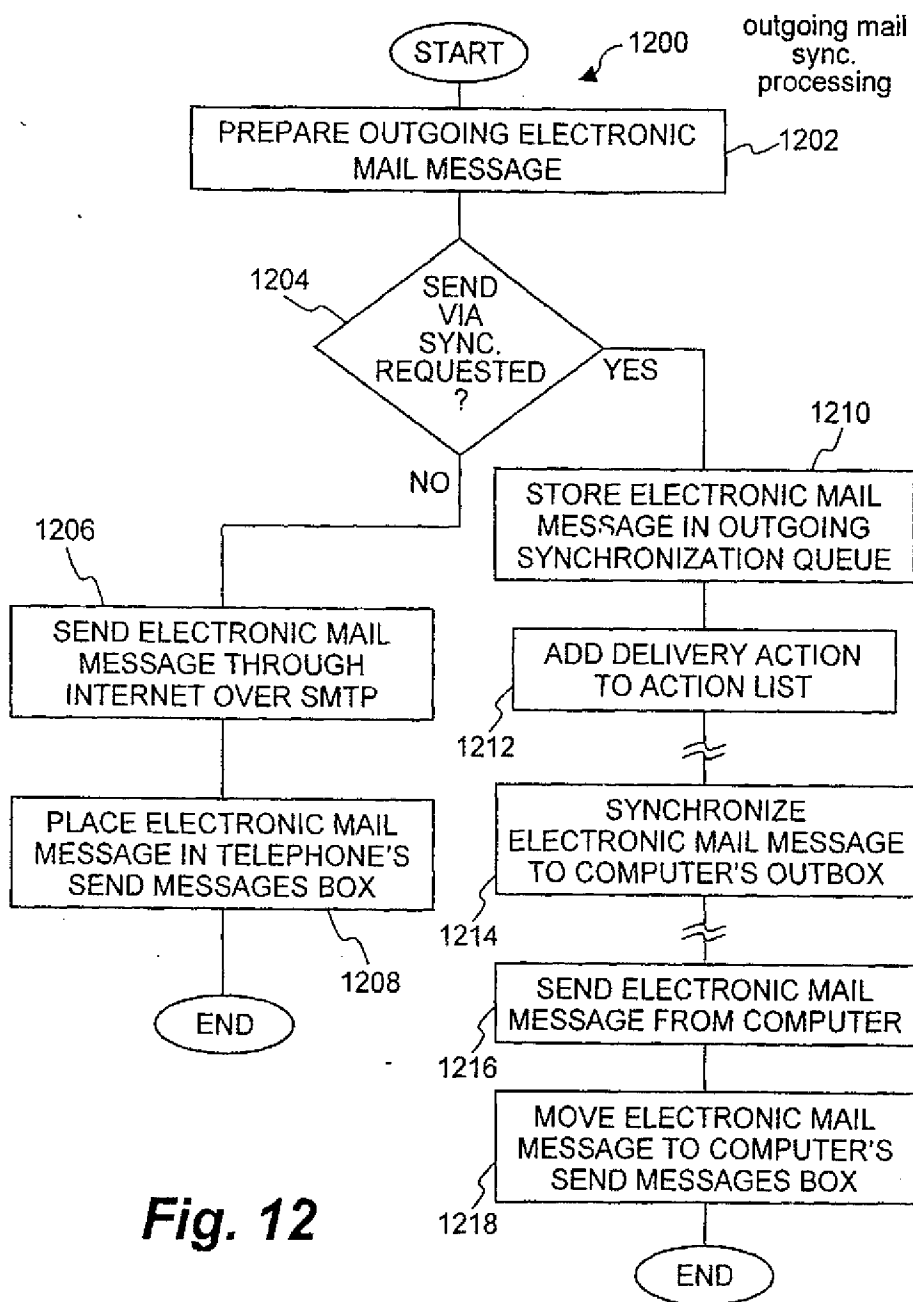 START
1200
outgoing mail
sync.
processing
PREPARE OUTGOING ELECTRONIC
MAIL MESSAGE
1202
1204
SEND
VIA
SYNC.
REQUESTED
?
YES
NO
1210
STORE ELECTRONIC MAIL
MESSAGE IN OUTGOING
SYNCHRONIZATION QUEUE
1206
SEND ELECTRONIC MAIL
MESSAGE THROUGH
INTERNET OVER SMTP
ADD DELIVERY ACTION
TO ACTION LIST
1212
PLACE ELECTRONIC MAIL
MESSAGE IN TELEPHONE'S
SEND MESSAGES BOX
1208
END
SYNCHRONIZE
ELECTRONIC MAIL MESSAGE
TO COMPUTER'S OUTBOX
1214
SEND ELECTRONIC MAIL
MESSAGE FROM COMPUTER
1216
MOVE ELECTRONIC MAIL
MESSAGE TO COMPUTER'S
SEND MESSAGES BOX
1218
END
Fig. 12